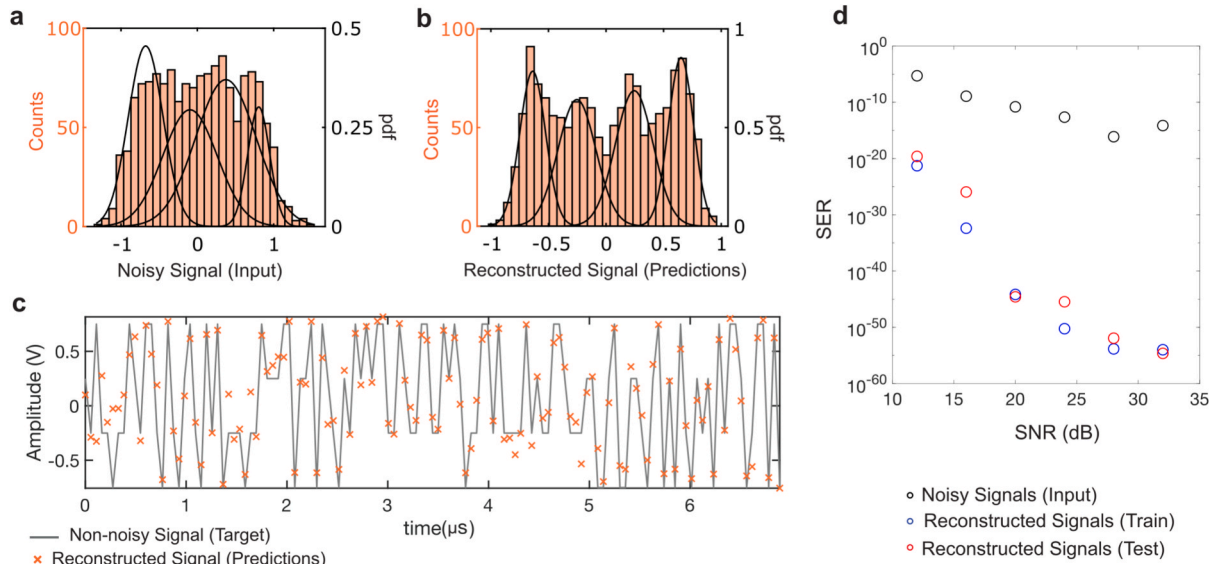 a
100
50
0
Counts
0.5
0.25
0
pdf
-1
0
1
Noisy Signal (Input)
b
100
50
0
Counts
1
0.5
0
pdf
-1
-0.5
0
0.5
1
Reconstructed Signal (Predictions)
c
Amplitude (V)
0.5
0
-0.5
0
1
2
3
4
5
6
time(µs)
Non-noisy Signal (Target)
Reconstructed Signal (Predictions)
d
SER
10^0
10^-10
10^-20
10^-30
10^-40
10^-50
10^-60
10
15
20
25
30
35
SNR (dB)
Noisy Signals (Input)
Reconstructed Signals (Train)
Reconstructed Signals (Test)